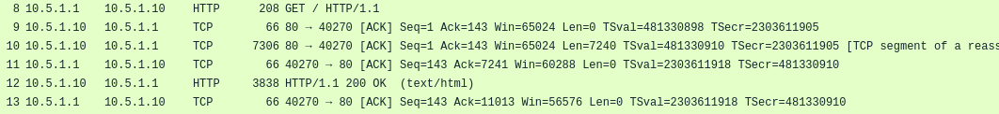 8 10.5.1.1 10.5.1.10 HTTP 208 GET / HTTP/1.1
9 10.5.1.10 10.5.1.1 TCP 66 80 → 40270 [ACK] Seq=1 Ack=143 Win=65024 Len=0 TSval=481330898 TSecr=2303611905
10 10.5.1.10 10.5.1.1 TCP 7306 80 → 40270 [ACK] Seq=1 Ack=143 Win=65024 Len=7240 TSval=481330910 TSecr=2303611905 [TCP segment of a reass
11 10.5.1.1 10.5.1.10 TCP 66 40270 → 80 [ACK] Seq=143 Ack=7241 Win=60288 Len=0 TSval=2303611918 TSecr=481330910
12 10.5.1.10 10.5.1.1 HTTP 3838 HTTP/1.1 200 OK (text/html)
13 10.5.1.1 10.5.1.10 TCP 66 40270 → 80 [ACK] Seq=143 Ack=11013 Win=56576 Len=0 TSval=2303611918 TSecr=481330910